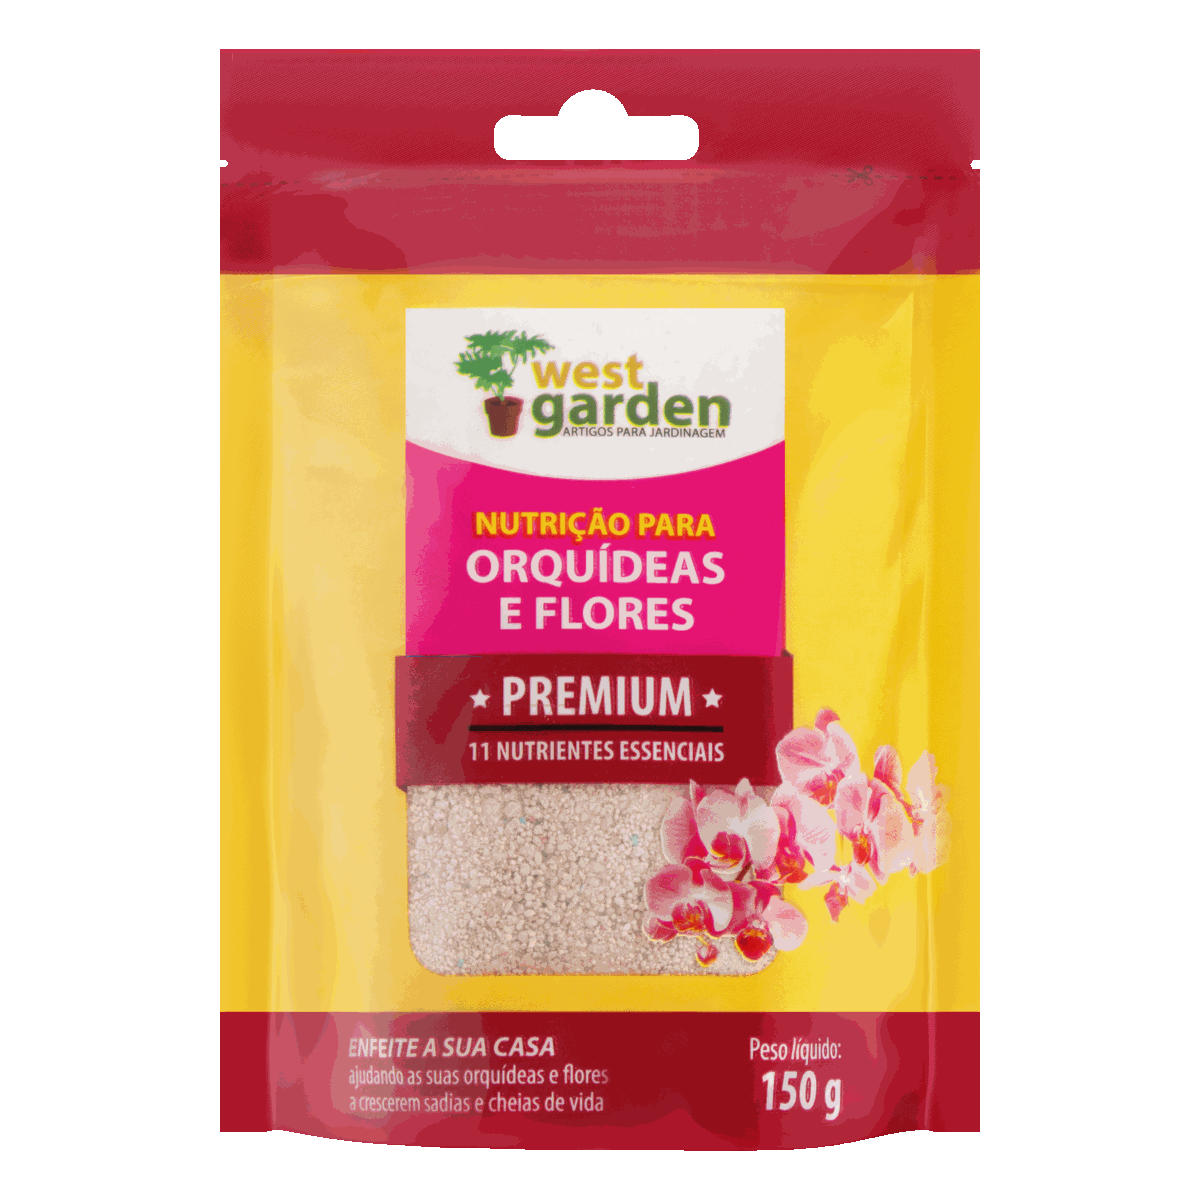 west
garden
ARTIGOS PARA JARDINAGEM
NUTRIÇÃO PARA
ORQUÍDEAS
E FLORES
PREMIUM
11 NUTRIENTES ESSENCIAIS
ENFEITE A SUA CASA
ajudando as suas orquídeas e flores
a crescerem sadias e cheias de vida
Peso líquido:
150 g